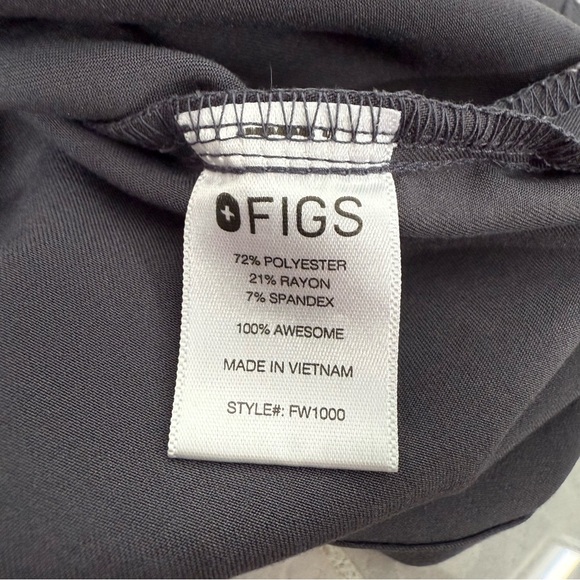 FIGS
72% POLYESTER
21% RAYON
7% SPANDEX
100% AWESOME
MADE IN VIETNAM
STYLE#: FW1000